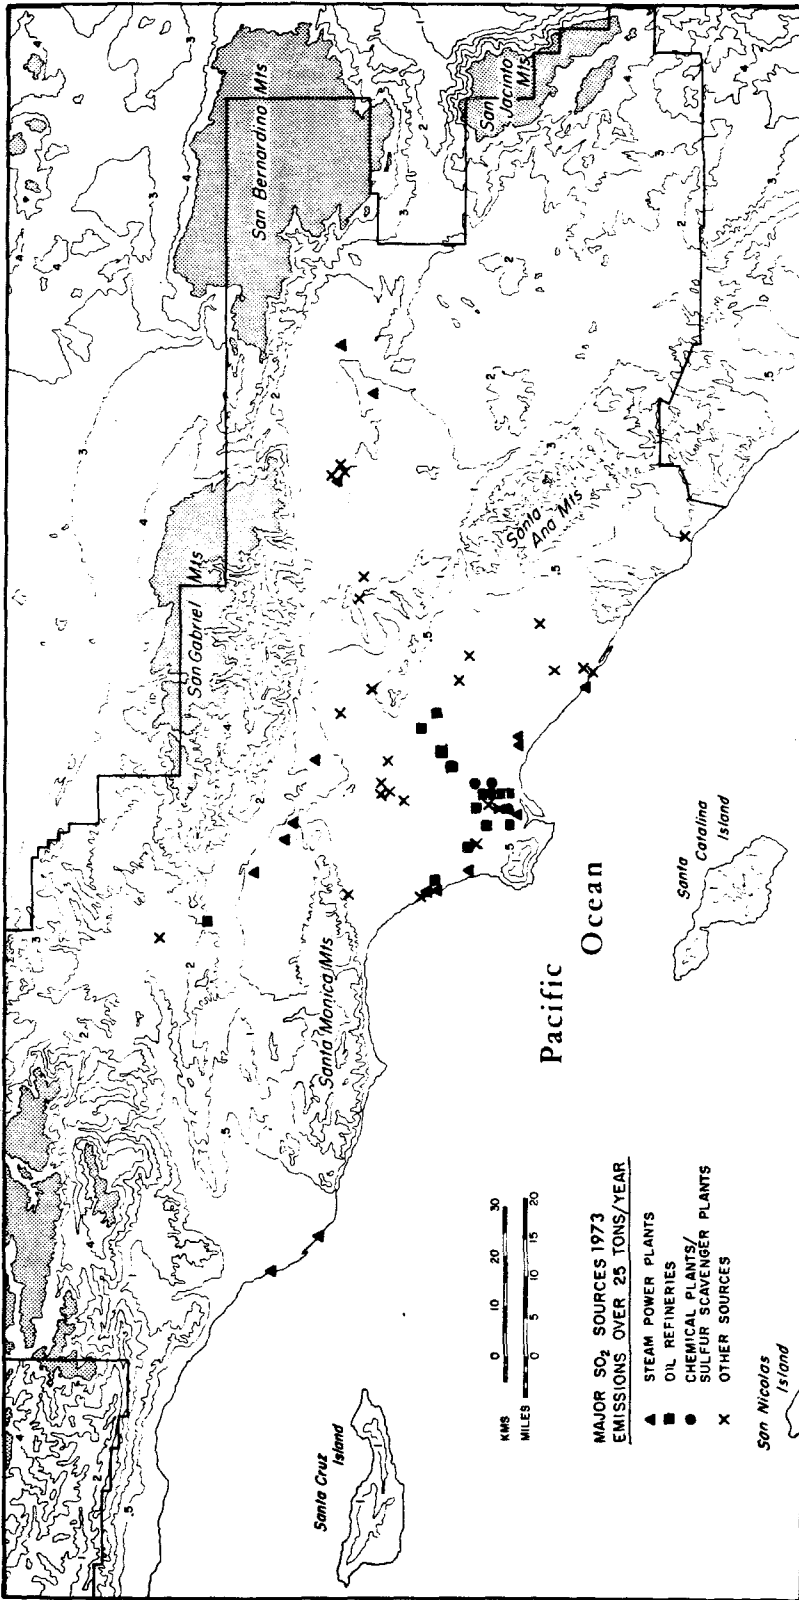 San Bernardino Mts
San
Jacinto
Mts
San Gabriel Mts
Santa
Ana Mts
Santa Monica Mts
Pacific
Ocean
Santa
Catalina
Island
Santa Cruz
Island
San Nicolas
Island
0 10 20 30
KMS
MILES
0 5 10 15 20
MAJOR SO₂ SOURCES 1973
EMISSIONS OVER 25 TONS/YEAR
▲ STEAM POWER PLANTS
■ OIL REFINERIES
● CHEMICAL PLANTS/
SULFUR SCAVENGER PLANTS
× OTHER SOURCES